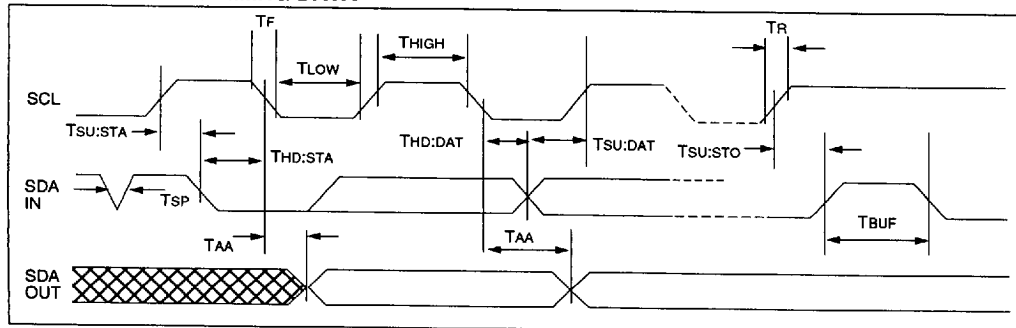 TF
THIGH
TR
TLOW
SCL
TSU:STA
THD:DAT
TSU:DAT
THD:STA
TSU:STO
SDA
IN
TSP
TAA
TAA
TBUF
SDA
OUT